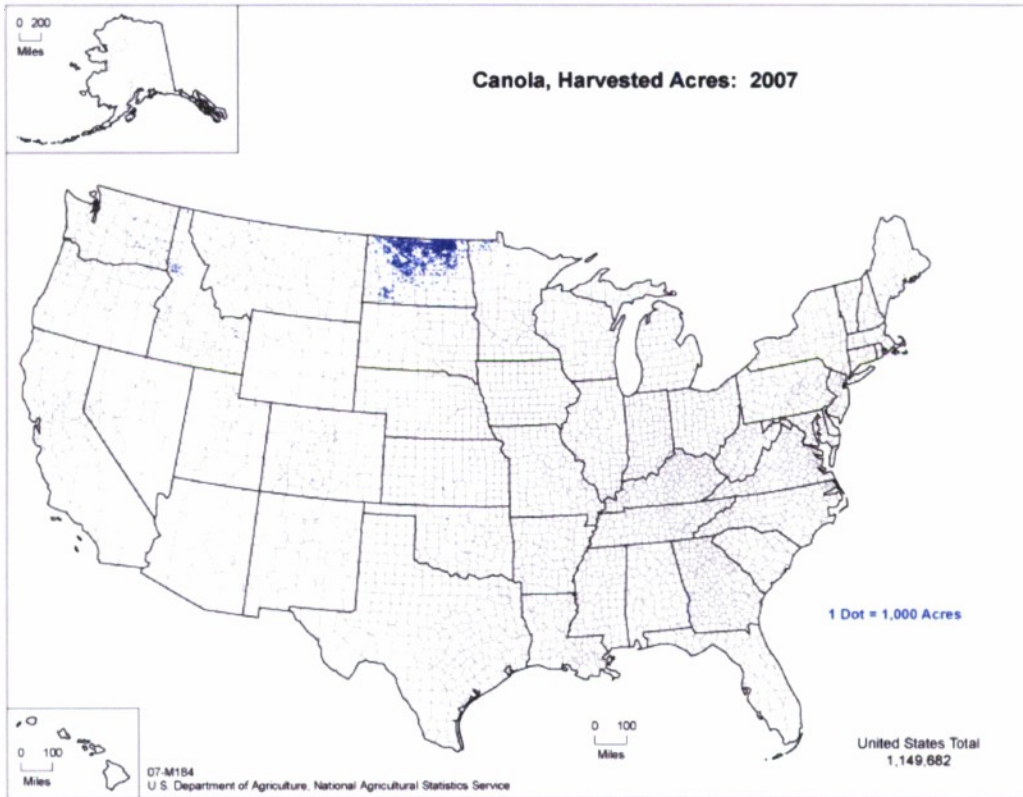 0 200
Miles
Canola, Harvested Acres: 2007
1 Dot = 1,000 Acres
0 100
Miles
0 100
Miles
United States Total
1,149,682
07-M184
U.S. Department of Agriculture, National Agricultural Statistics Service